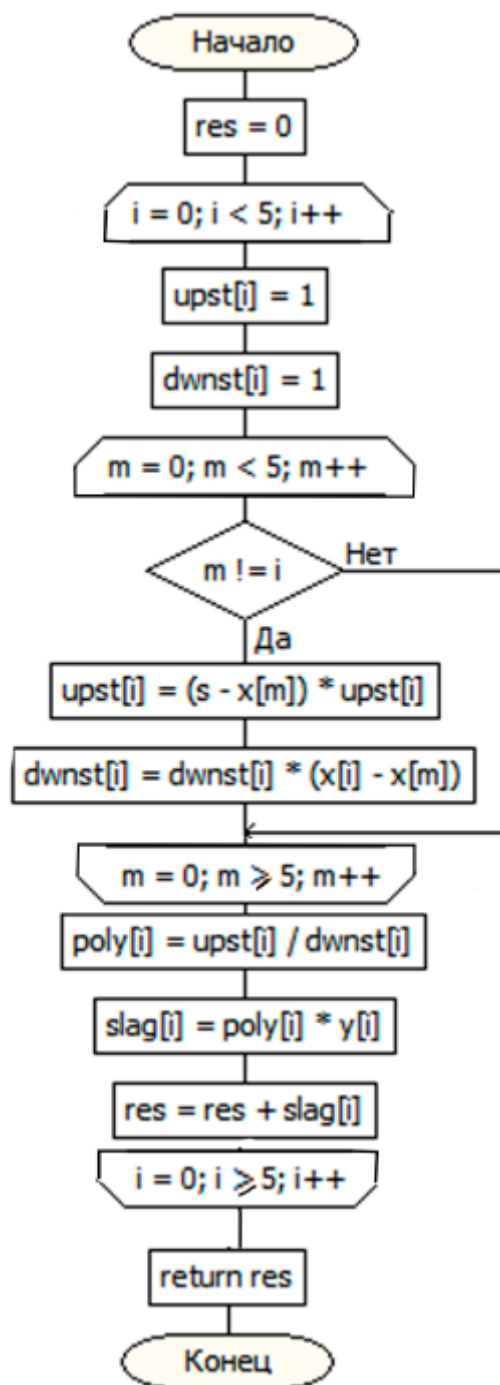 Начало
res = 0
i = 0; i < 5; i++
upst[i] = 1
dwnst[i] = 1
m = 0; m < 5; m++
m != i
Нет
Да
upst[i] = (s - x[m]) * upst[i]
dwnst[i] = dwnst[i] * (x[i] - x[m])
m = 0; m ⩾ 5; m++
poly[i] = upst[i] / dwnst[i]
slag[i] = poly[i] * y[i]
res = res + slag[i]
i = 0; i ⩾ 5; i++
return res
Конец